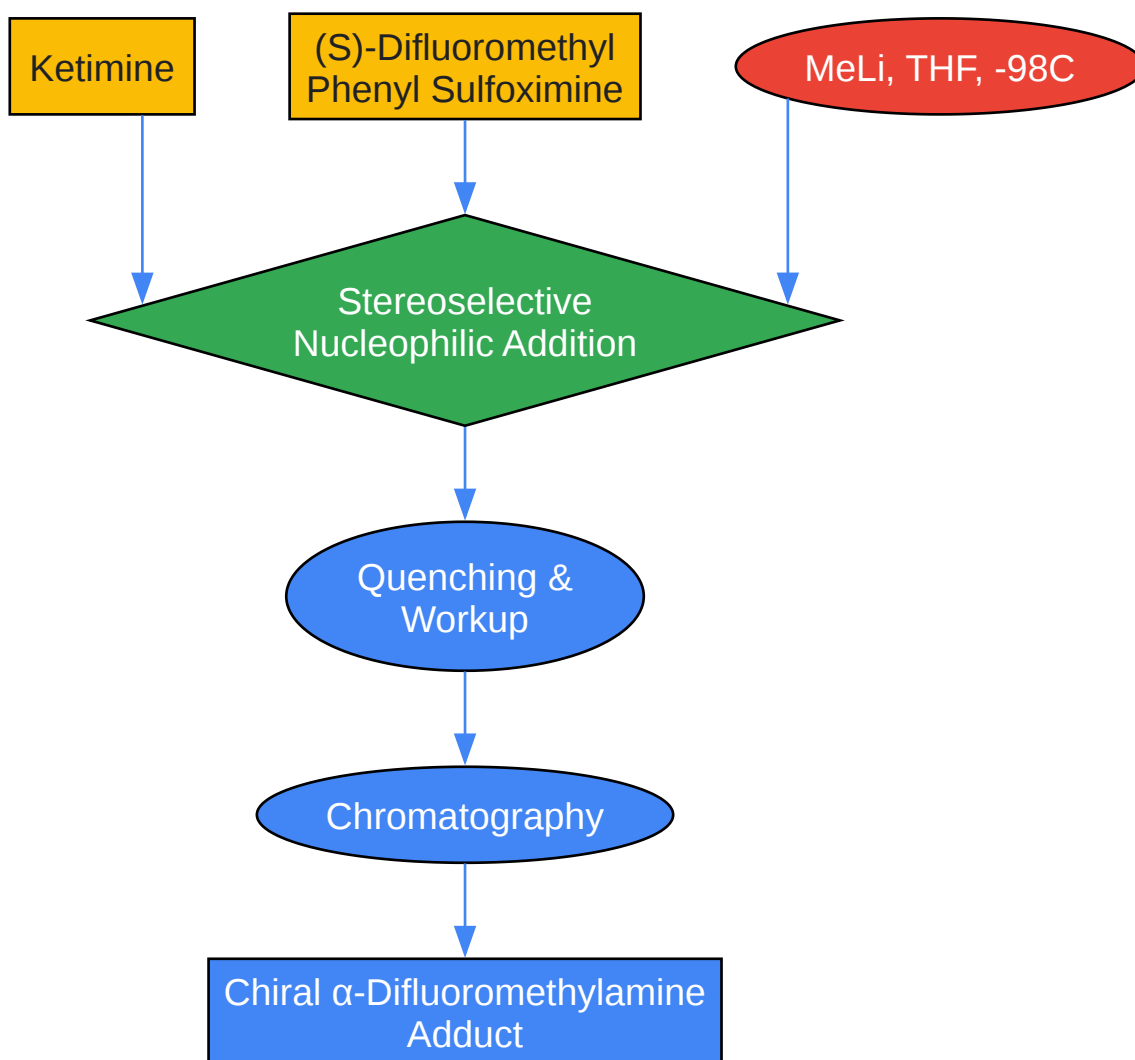 Ketimine
(S)-Difluoromethyl
Phenyl Sulfoximine
MeLi, THF, -98C
Stereoselective
Nucleophilic Addition
Quenching &
Workup
Chromatography
Chiral α-Difluoromethylamine
Adduct